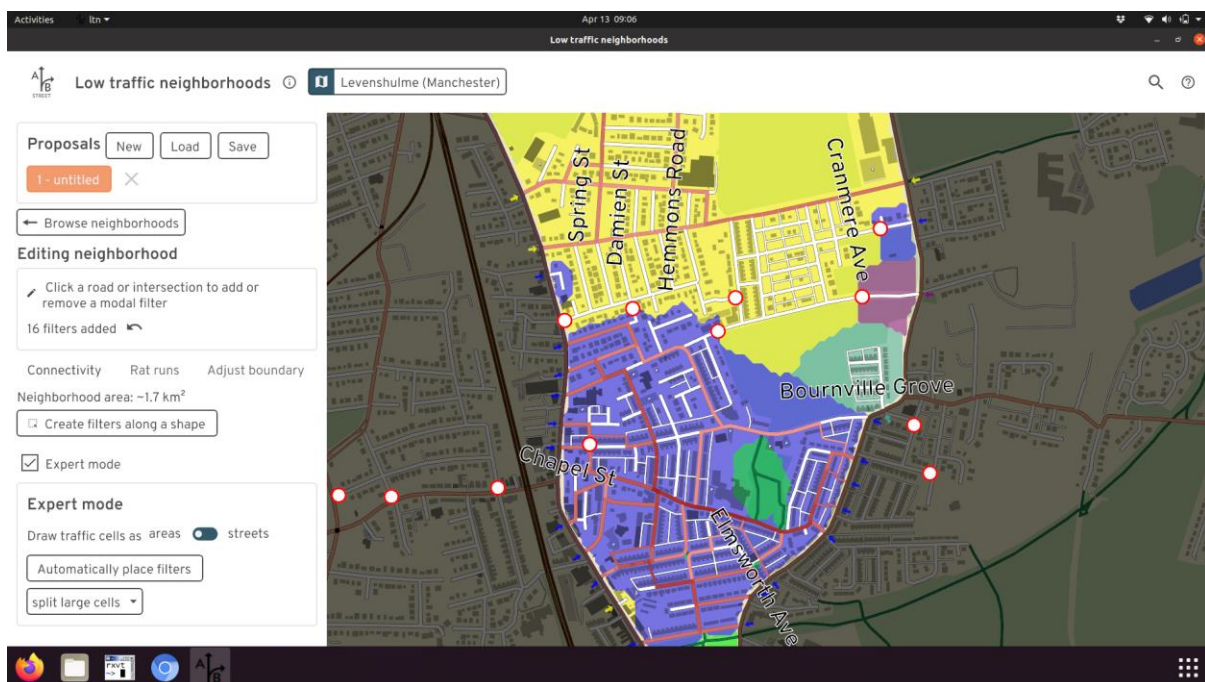 Activities
ltn
Apr 13 09:06
Low traffic neighborhoods
A
B
STREET
Low traffic neighborhoods
Levenshulme (Manchester)
Proposals
New
Load
Save
1 - untitled
← Browse neighborhoods
Editing neighborhood
Click a road or intersection to add or
remove a modal filter
16 filters added
Connectivity
Rat runs
Adjust boundary
Neighborhood area: ~1.7 km²
Create filters along a shape
Expert mode
Expert mode
Draw traffic cells as areas streets
Automatically place filters
split large cells
Spring St
Damien St
Hemmons Road
Cranmere Ave
Bournville Grove
Chapel St
Elmsworth Ave
rxvt
A
B